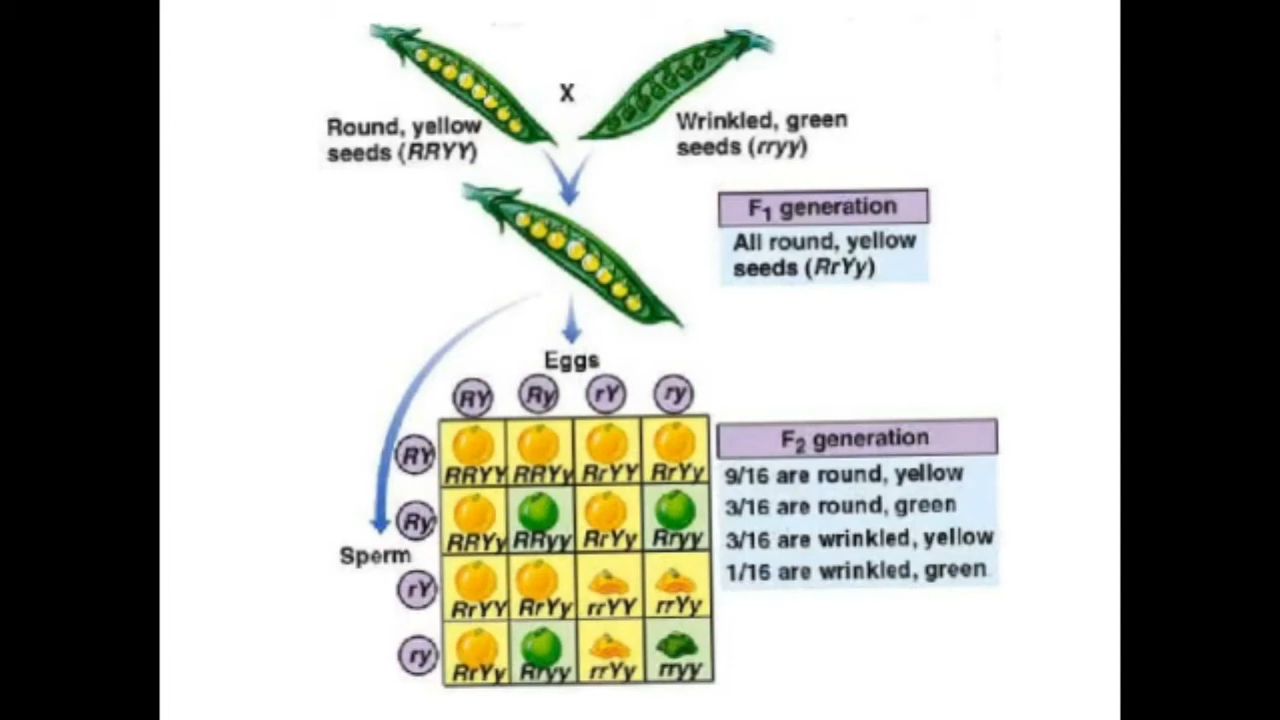 X
Round, yellow
seeds (RRYY)
Wrinkled, green
seeds (rryy)
F1 generation
All round, yellow
seeds (RrYy)
Eggs
RY Ry rY ry
RY
RRYY RRYy RrYY RrYy
Ry
RRYy RRyy RrYy Rryy
Sperm
rY
RrYY RrYy rrYY rrYy
ry
RrYy Rryy rrYy rryy
F2 generation
9/16 are round, yellow
3/16 are round, green
3/16 are wrinkled, yellow
1/16 are wrinkled, green